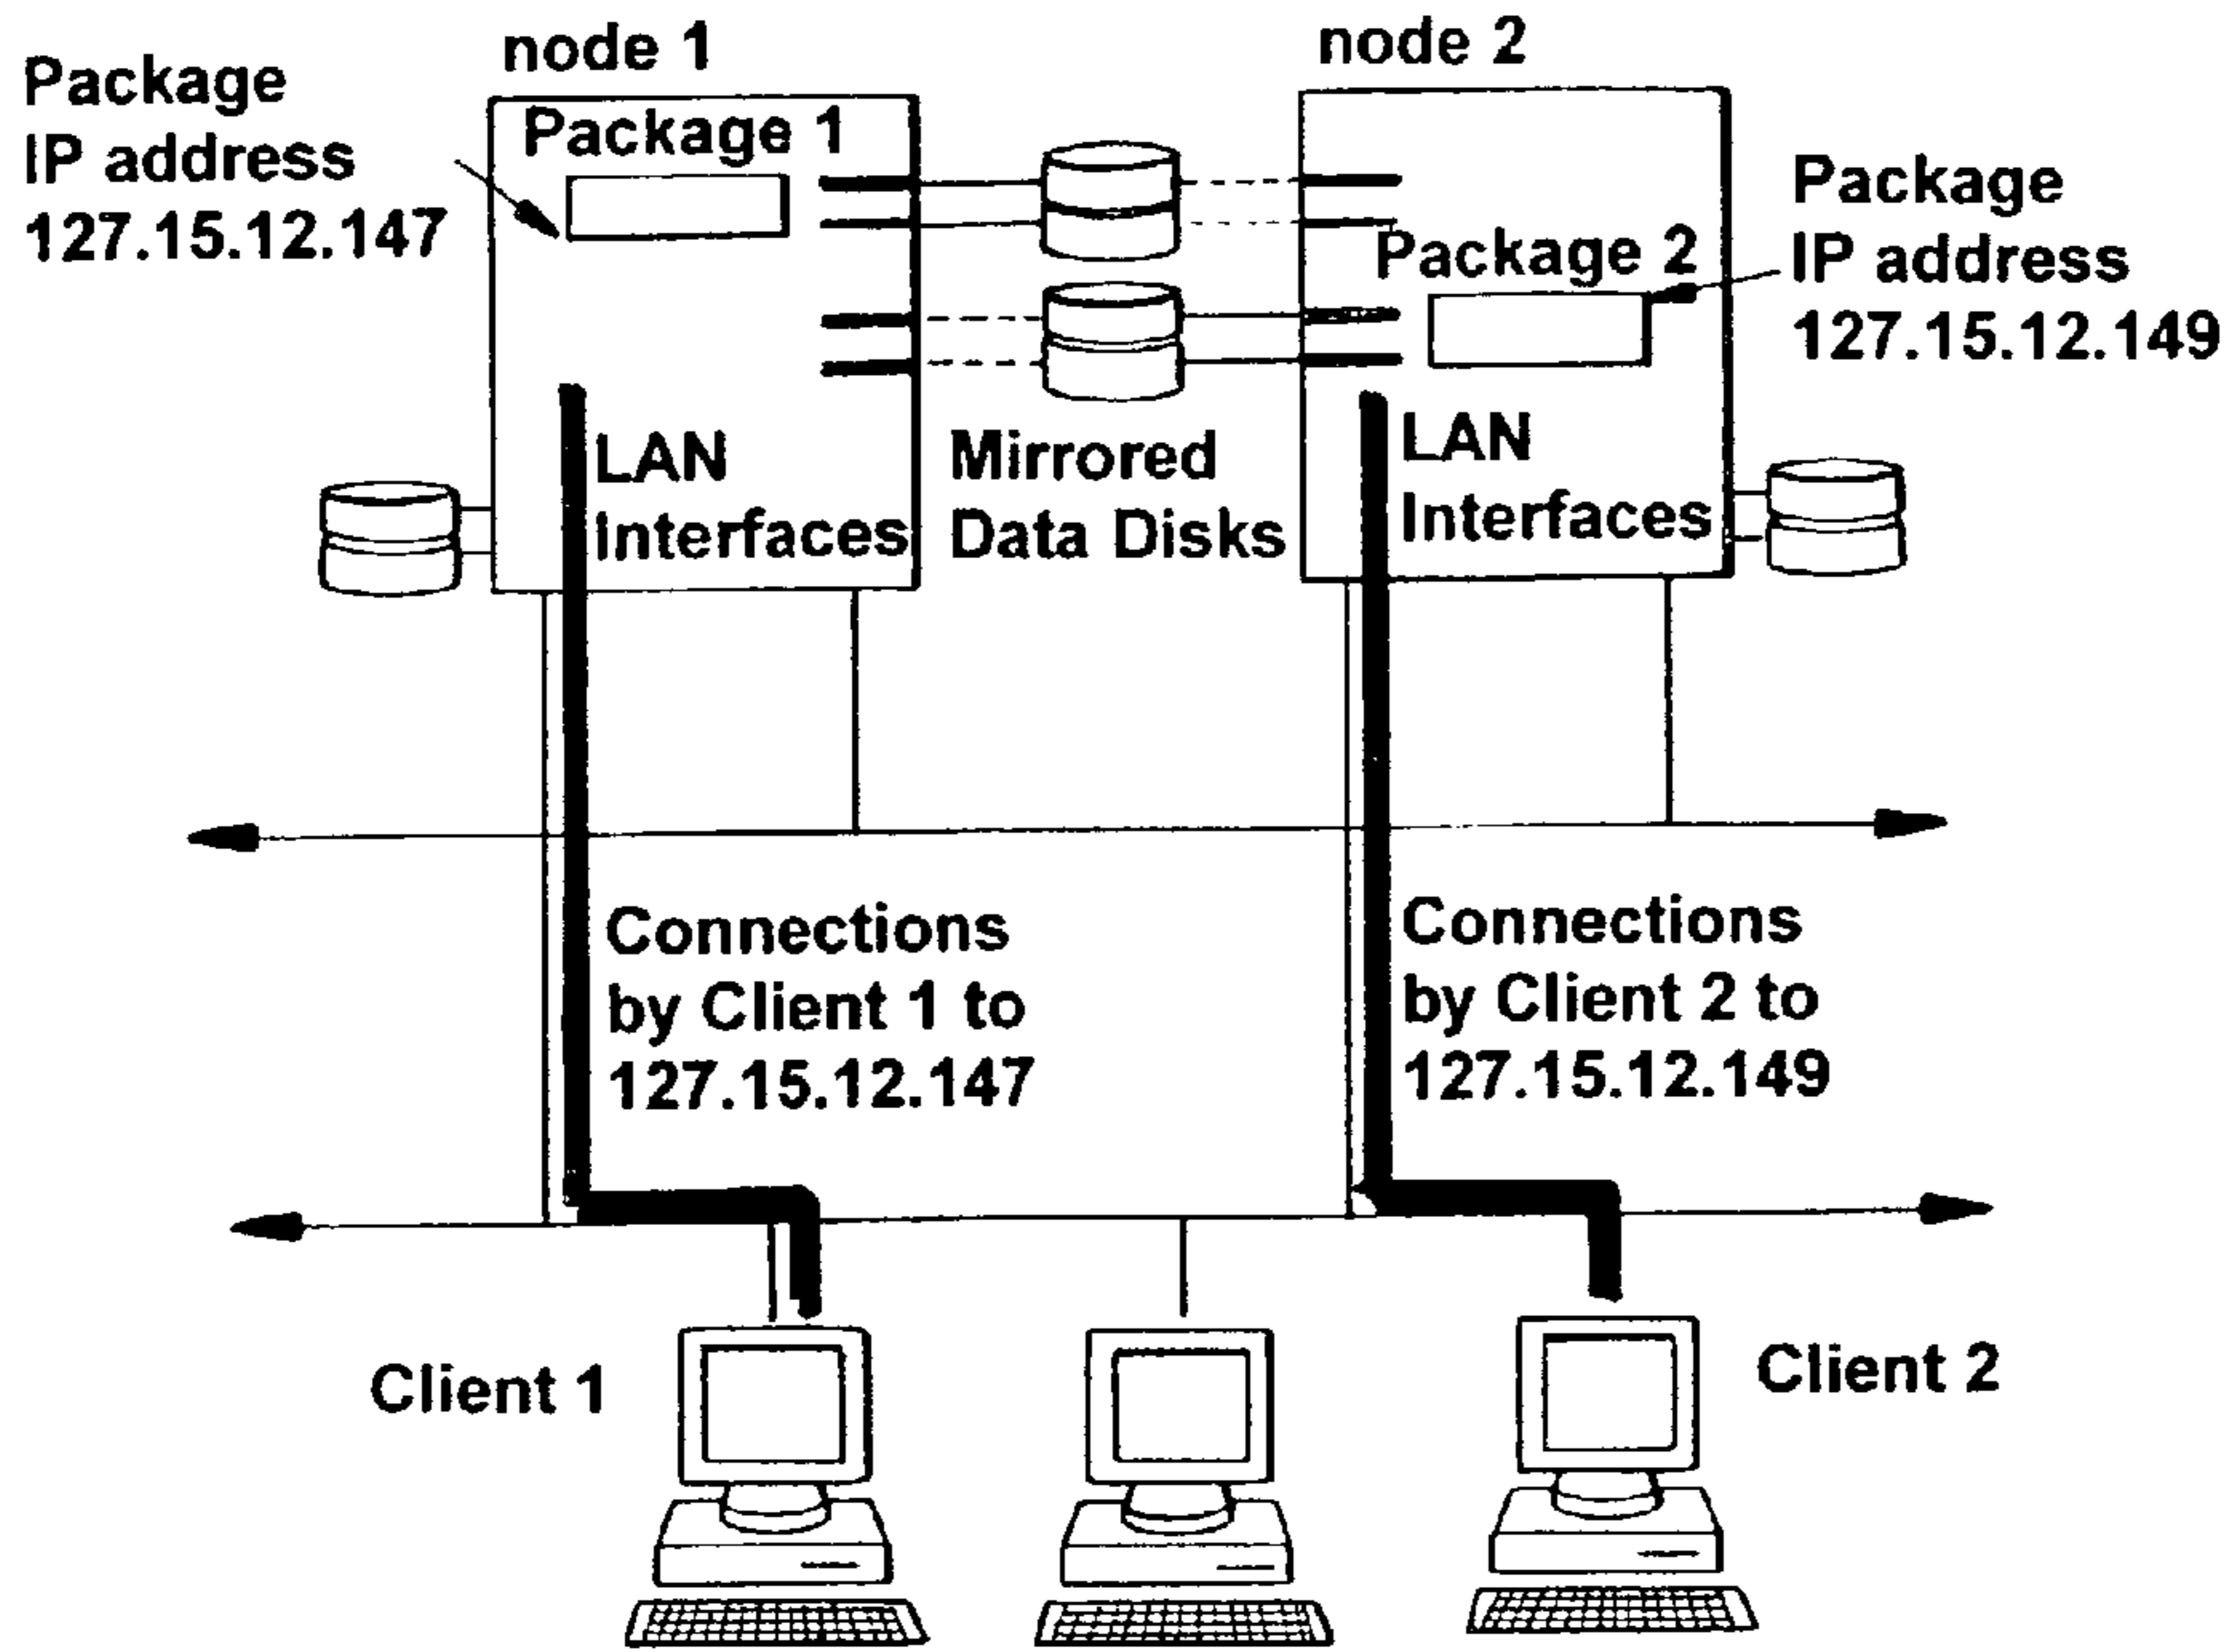 node 1
node 2
Package
IP address
127.15.12.147
Package 1
Package 2
Package
IP address
127.15.12.149
LAN
Interfaces
Mirrored
Data Disks
LAN
Interfaces
Connections
by Client 1 to
127.15.12.147
Connections
by Client 2 to
127.15.12.149
Client 1
Client 2